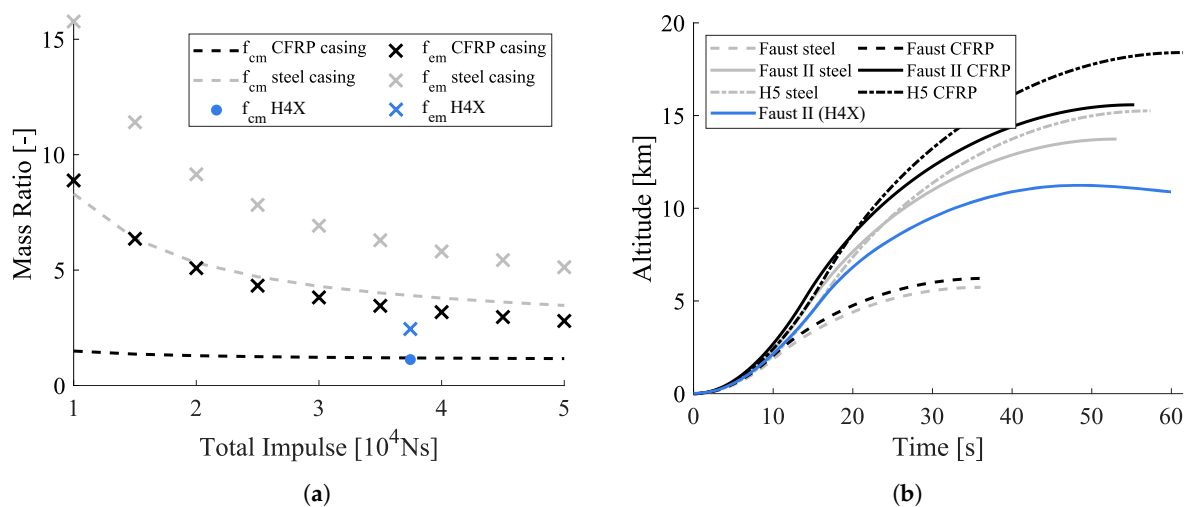 15
10
5
0
Mass Ratio [-]
f_cm CFRP casing
f_cm steel casing
f_cm H4X
f_em CFRP casing
f_em steel casing
f_em H4X
1
2
3
4
5
Total Impulse [10^4Ns]
(a)
20
15
10
5
0
Altitude [km]
Faust steel
Faust II steel
H5 steel
Faust II (H4X)
Faust CFRP
Faust II CFRP
H5 CFRP
0
10
20
30
40
50
60
Time [s]
(b)